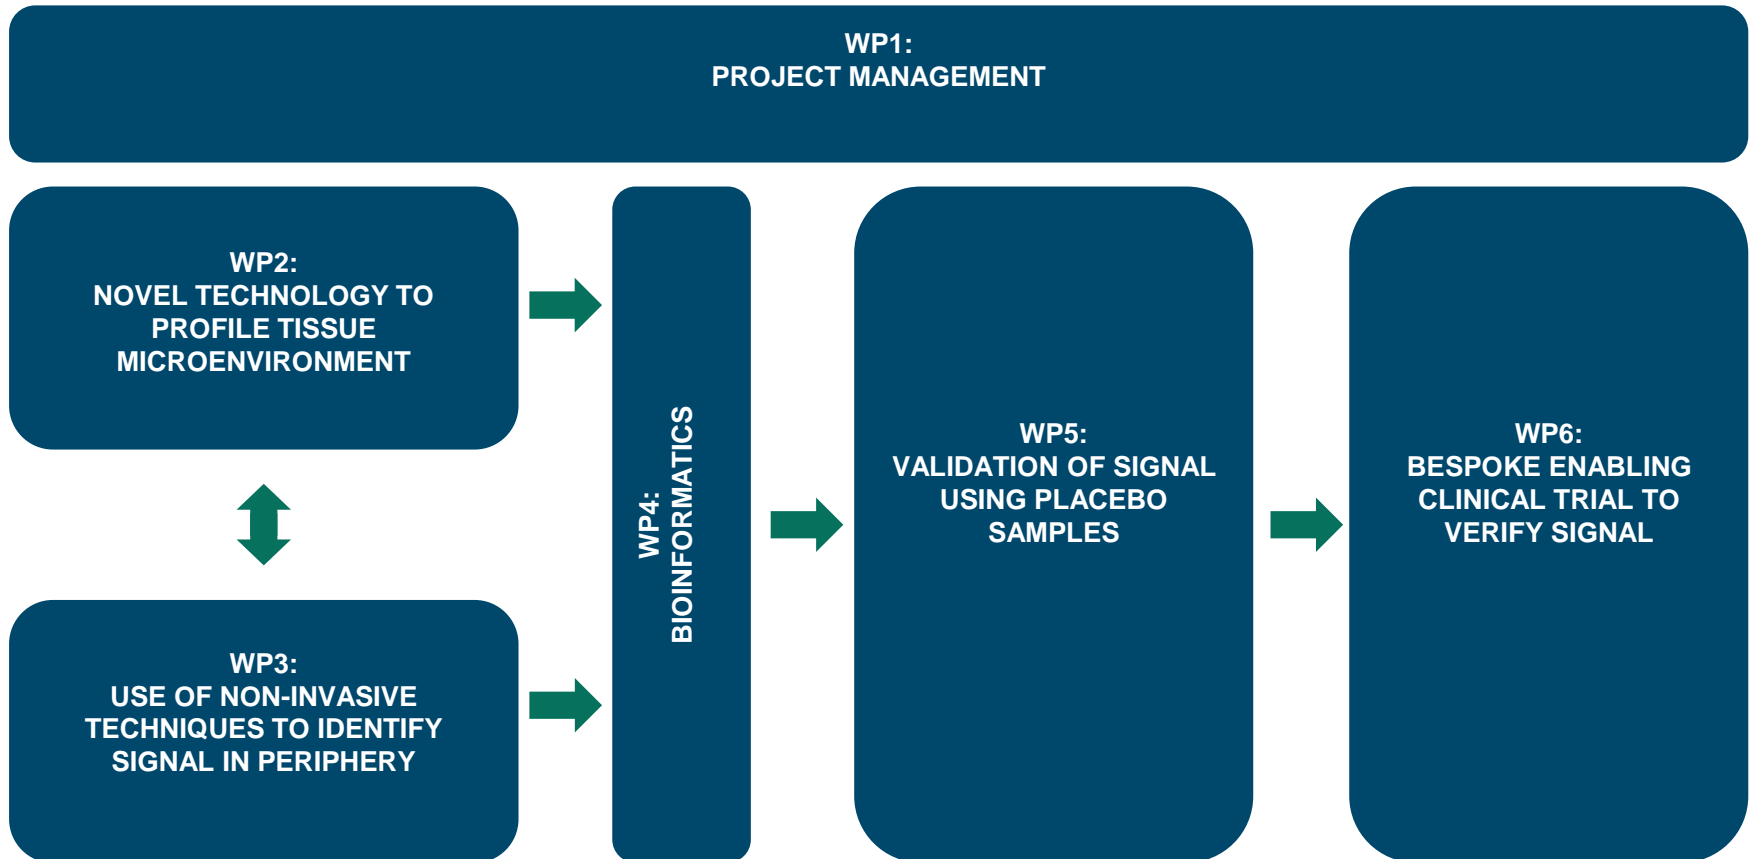 WP1:
PROJECT MANAGEMENT
WP2:
NOVEL TECHNOLOGY TO
PROFILE TISSUE
MICROENVIRONMENT
WP3:
USE OF NON-INVASIVE
TECHNIQUES TO IDENTIFY
SIGNAL IN PERIPHERY
WP4:
BIOINFORMATICS
WP5:
VALIDATION OF SIGNAL
USING PLACEBO
SAMPLES
WP6:
BESPOKE ENABLING
CLINICAL TRIAL TO
VERIFY SIGNAL